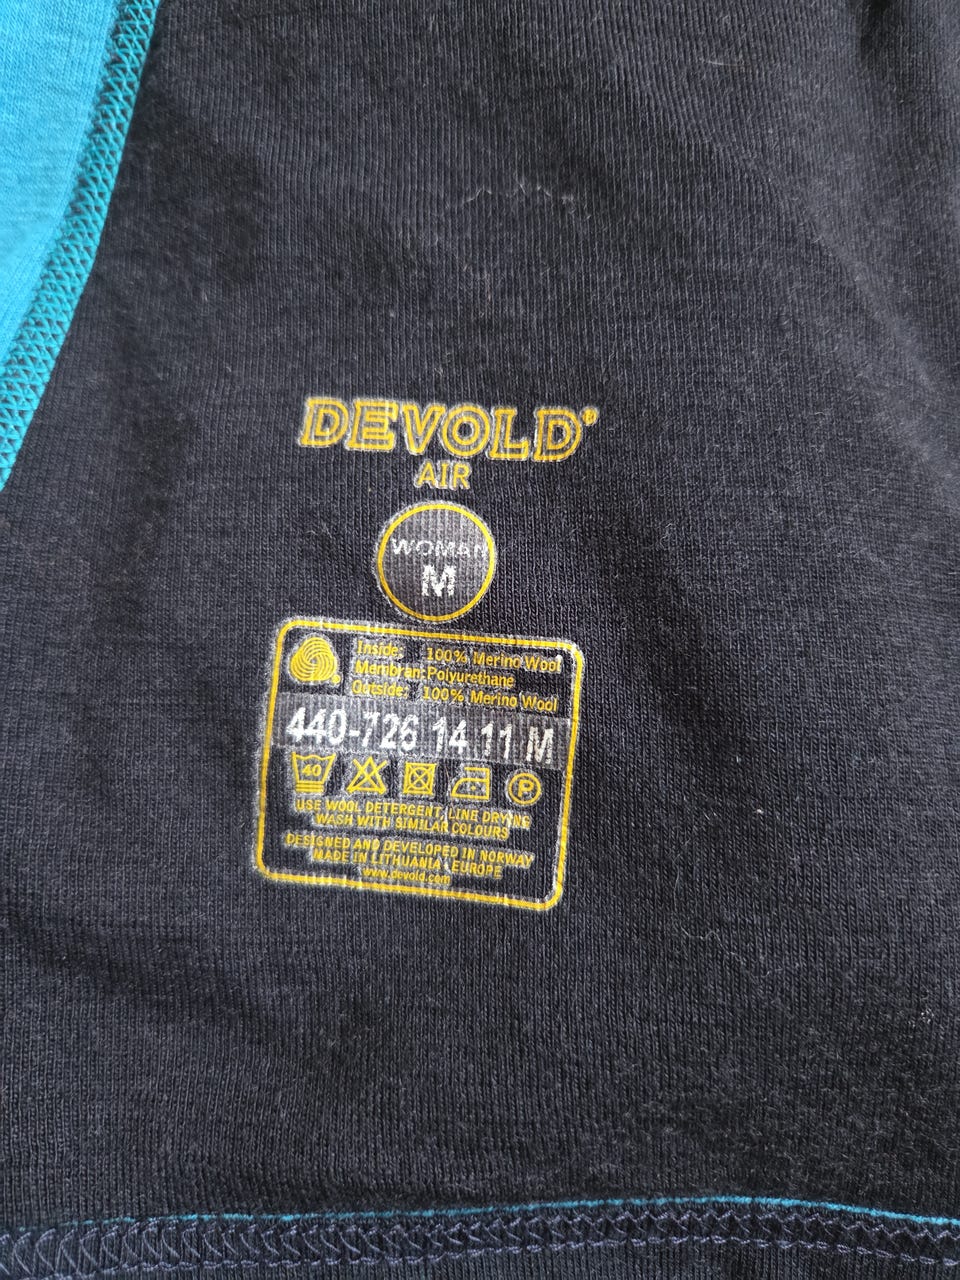 DEVOLD®
AIR
WOMAN
M
Inside: 100% Merino Wool
Membran: Polyurethane
Outside: 100% Merino Wool
440-726 14.11 M
40 P
USE WOOL DETERGENT, LINE DRYING
WASH WITH SIMILAR COLOURS
DESIGNED AND DEVELOPED IN NORWAY
MADE IN LITHUANIA - EUROPE
www.devold.com